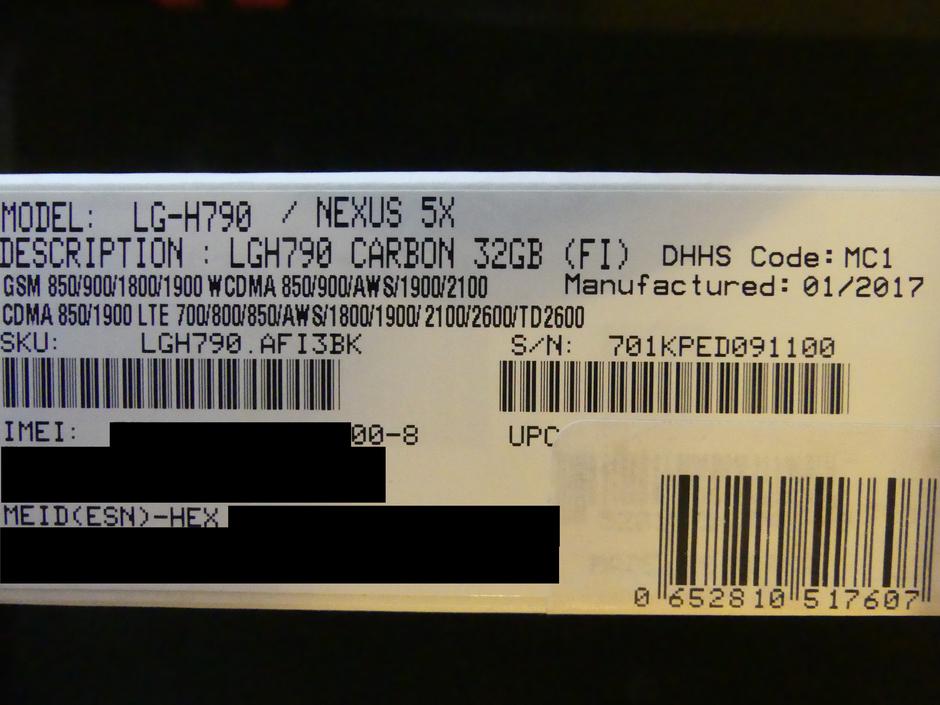 MODEL: LG-H790 / NEXUS 5X
DESCRIPTION : LGH790 CARBON 32GB (FI) DHHS Code: MC1
GSM 850/900/1800/1900 WCDMA 850/900/AWS/1900/2100 Manufactured: 01/2017
CDMA 850/1900 LTE 700/800/850/AWS/1800/1900/2100/2600/TD2600
SKU: LGH790.AFI3BK S/N: 701KPED091100
IMEI: 00-8 UPC
MEID(ESN)-HEX
0 652810 517607